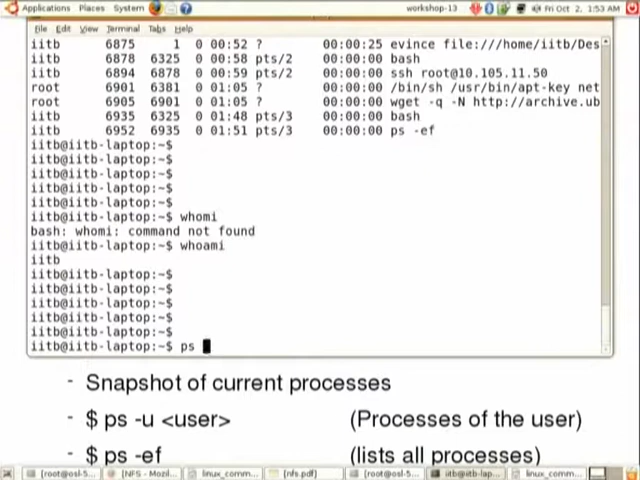 Applications Places System workshop-13 Fri Oct 2, 1:53 AM
File Edit View Terminal Tabs Help
iitb 6875 1 0 00:52 ? 00:00:25 evince file:///home/iitb/Des
iitb 6878 6325 0 00:58 pts/2 00:00:00 bash
iitb 6894 6878 0 00:59 pts/2 00:00:00 ssh root@10.105.11.50
root 6901 6381 0 01:05 ? 00:00:00 /bin/sh /usr/bin/apt-key net
root 6905 6901 0 01:05 ? 00:00:00 wget -q -N http://archive.ub
iitb 6935 6325 0 01:48 pts/3 00:00:00 bash
iitb 6952 6935 0 01:51 pts/3 00:00:00 ps -ef
iitb@iitb-laptop:~$
iitb@iitb-laptop:~$
iitb@iitb-laptop:~$
iitb@iitb-laptop:~$
iitb@iitb-laptop:~$
iitb@iitb-laptop:~$ whomi
bash: whomi: command not found
iitb@iitb-laptop:~$ whoami
iitb
iitb@iitb-laptop:~$
iitb@iitb-laptop:~$
iitb@iitb-laptop:~$
iitb@iitb-laptop:~$
iitb@iitb-laptop:~$
iitb@iitb-laptop:~$ ps
- Snapshot of current processes
- $ ps -u <user> (Processes of the user)
- $ ps -ef (lists all processes)
[root@osl-5... [NFS - Mozil... linux_comm... [nfs.pdf] [root@osl-5... iitb@iitb-lap... linux_comm...